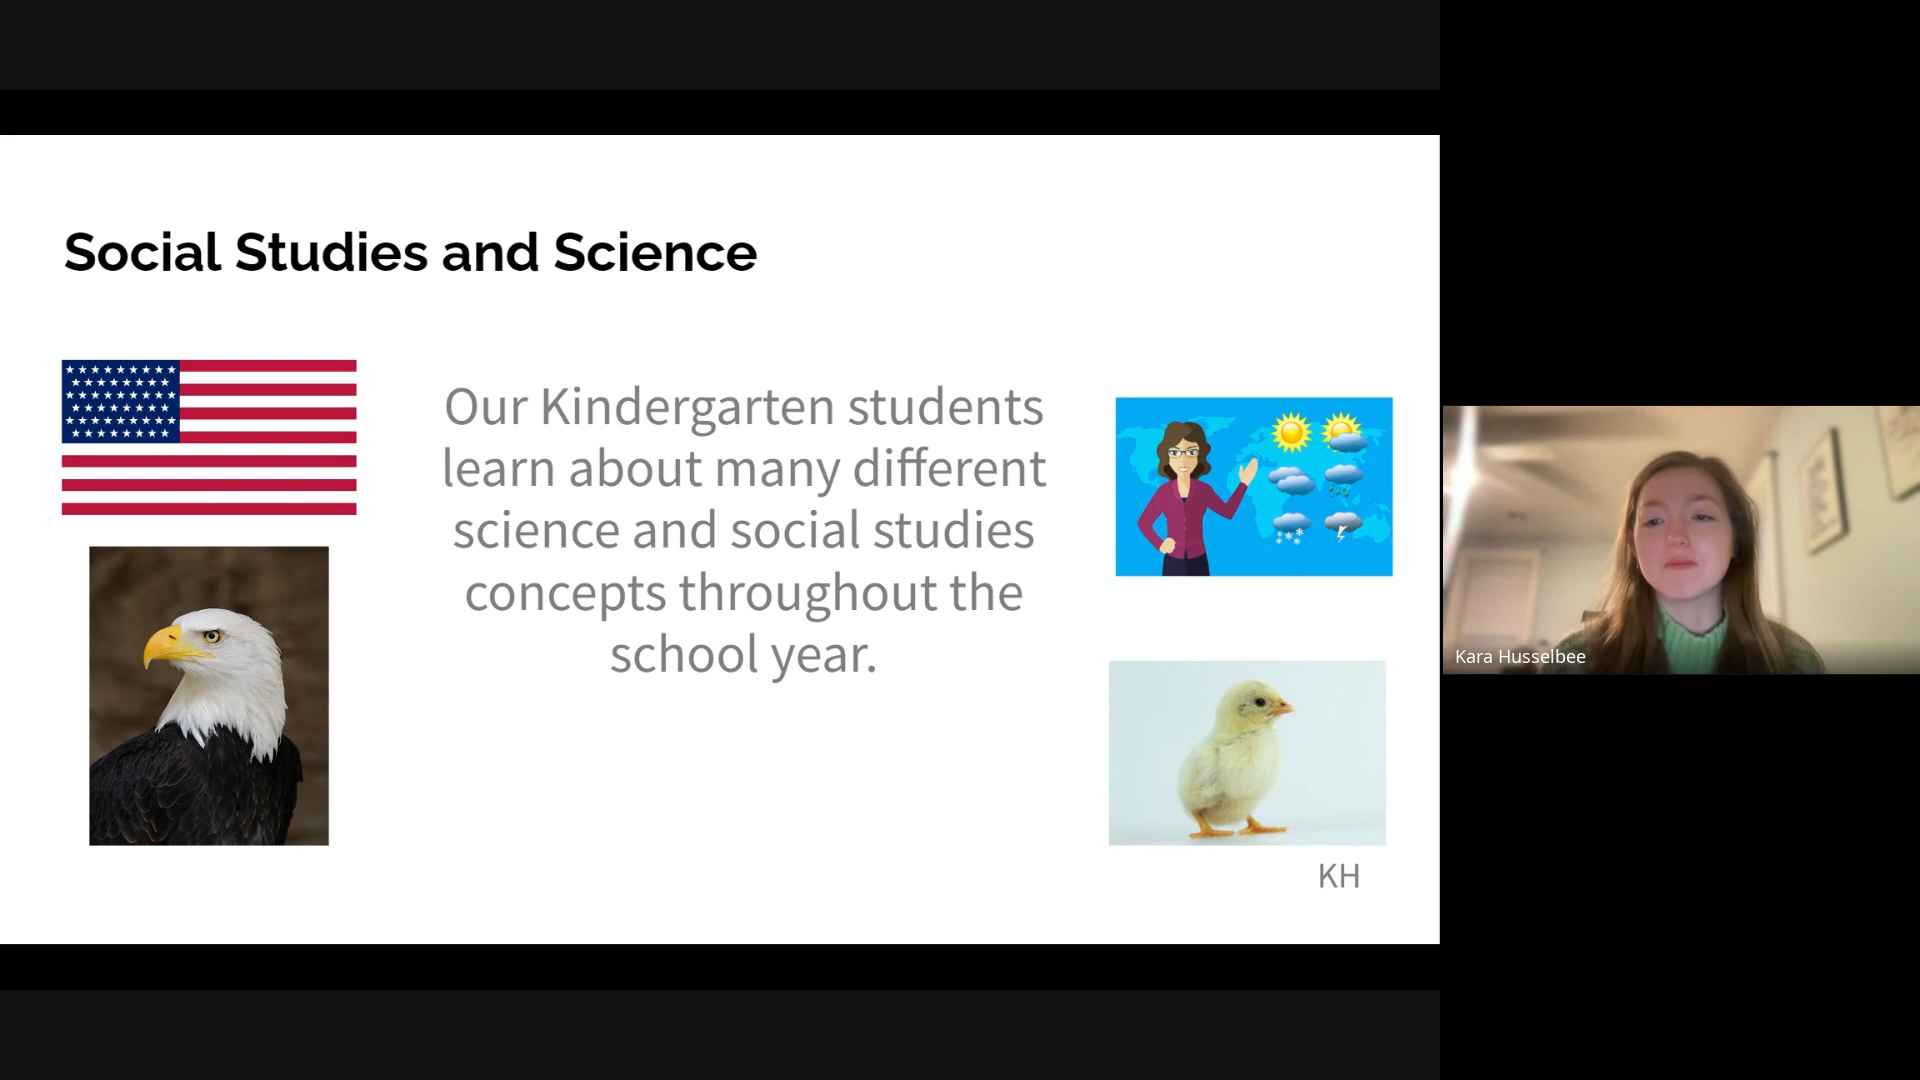 Social Studies and Science
Our Kindergarten students
learn about many different
science and social studies
concepts throughout the
school year.
KH
Kara Husselbee